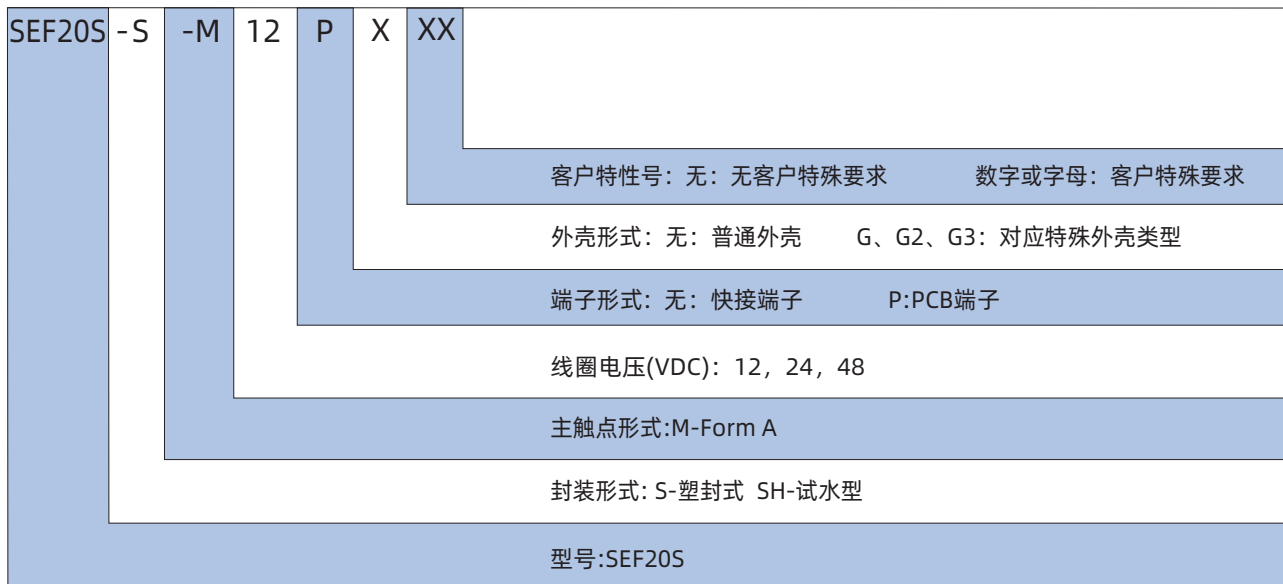 SEF20S -S -M 12 P X XX
客户特性号：无：无客户特殊要求 数字或字母：客户特殊要求
外壳形式：无：普通外壳 G、G2、G3：对应特殊外壳类型
端子形式：无：快接端子 P:PCB端子
线圈电压(VDC)：12，24，48
主触点形式:M-Form A
封装形式: S-塑封式 SH-试水型
型号:SEF20S